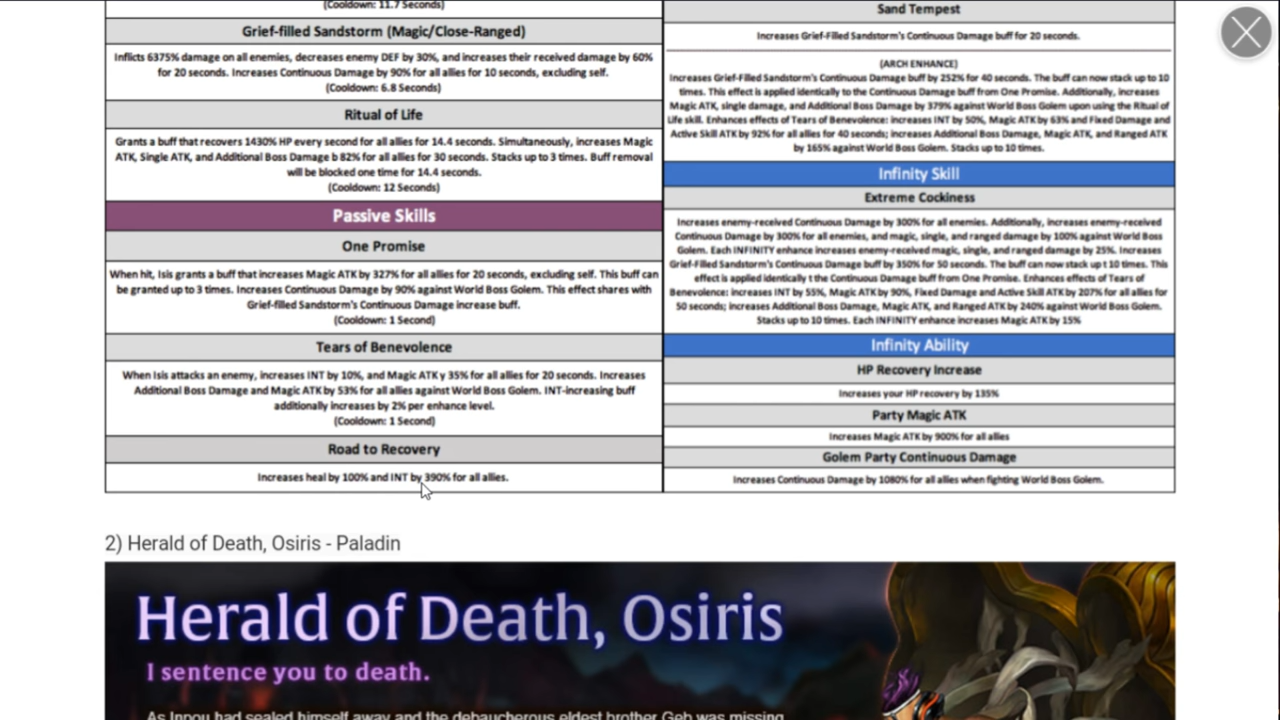 (Cooldown: 11.7 Seconds)
Grief-filled Sandstorm (Magic/Close-Ranged)
Inflicts 6375% damage on all enemies, decreases enemy DEF by 30%, and increases their received damage by 60%
for 20 seconds. Increases Continuous Damage by 90% for all allies for 10 seconds, excluding self.
(Cooldown: 6.8 Seconds)
Ritual of Life
Grants a buff that recovers 1430% HP every second for all allies for 14.4 seconds. Simultaneously, increases Magic
ATK, Single ATK, and Additional Boss Damage b 82% for all allies for 30 seconds. Stacks up to 3 times. Buff removal
will be blocked one time for 14.4 seconds.
(Cooldown: 12 Seconds)
Passive Skills
One Promise
When hit, Isis grants a buff that increases Magic ATK by 327% for all allies for 20 seconds, excluding self. This buff can
be granted up to 3 times. Increases Continuous Damage by 90% against World Boss Golem. This effect shares with
Grief-filled Sandstorm's Continuous Damage increase buff.
(Cooldown: 1 Second)
Tears of Benevolence
When Isis attacks an enemy, increases INT by 10%, and Magic ATK y 35% for all allies for 20 seconds. Increases
Additional Boss Damage and Magic ATK by 53% for all allies against World Boss Golem. INT-increasing buff
additionally increases by 2% per enhance level.
(Cooldown: 1 Second)
Road to Recovery
Increases heal by 100% and INT by 390% for all allies.
Sand Tempest
Increases Grief-Filled Sandstorm's Continuous Damage buff for 20 seconds.
(ARCH ENHANCE)
Increases Grief-Filled Sandstorm's Continuous Damage buff by 252% for 40 seconds. The buff can now stack up to 10
times. This effect is applied identically to the Continuous Damage buff from One Promise. Additionally, increases
Magic ATK, single damage, and Additional Boss Damage by 379% against World Boss Golem upon using the Ritual of
Life skill. Enhances effects of Tears of Benevolence: increases INT by 50%, Magic ATK by 63% and Fixed Damage and
Active Skill ATK by 92% for all allies for 40 seconds; increases Additional Boss Damage, Magic ATK, and Ranged ATK
by 165% against World Boss Golem. Stacks up to 10 times.
Infinity Skill
Extreme Cockiness
Increases enemy-received Continuous Damage by 300% for all enemies. Additionally, increases enemy-received
Continuous Damage by 300% for all enemies, and magic, single, and ranged damage by 100% against World Boss
Golem. Each INFINITY enhance increases enemy-received magic, single, and ranged damage by 25%. Increases
Grief-Filled Sandstorm's Continuous Damage buff by 350% for 50 seconds. The buff can now stack up t 10 times. This
effect is applied identically t the Continuous Damage buff from One Promise. Enhances effects of Tears of
Benevolence: increases INT by 55%, Magic ATK by 90%, Fixed Damage and Active Skill ATK by 207% for all allies for
50 seconds; increases Additional Boss Damage, Magic ATK, and Ranged ATK by 240% against World Boss Golem.
Stacks up to 10 times. Each INFINITY enhance increases Magic ATK by 15%
Infinity Ability
HP Recovery Increase
Increases your HP recovery by 135%
Party Magic ATK
Increases Magic ATK by 900% for all allies
Golem Party Continuous Damage
Increases Continuous Damage by 1080% for all allies when fighting World Boss Golem.
2) Herald of Death, Osiris - Paladin
Herald of Death, Osiris
I sentence you to death.
As Inpou had sealed himself away and the debaucherous eldest brother Geb was missing